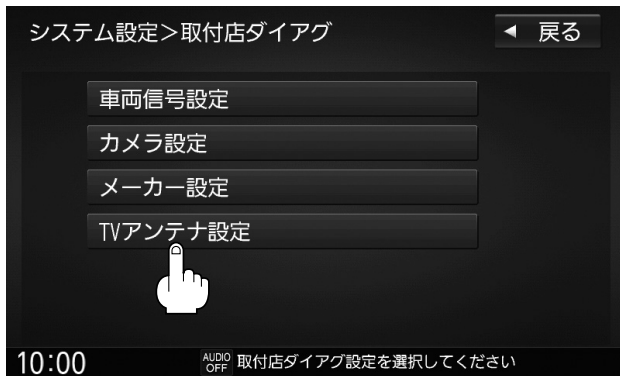 システム設定＞取付店ダイアグ
◀ 戻る
車両信号設定
カメラ設定
メーカー設定
TVアンテナ設定
10:00
AUDIO OFF
取付店ダイアグ設定を選択してください